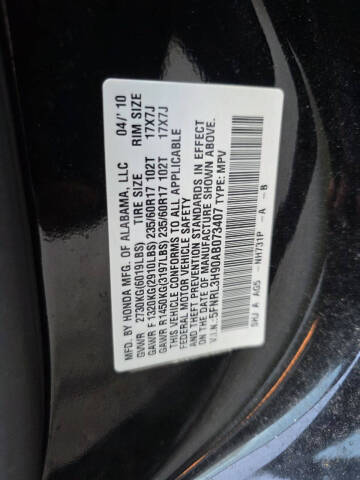 MFD. BY HONDA MFG. OF ALABAMA, LLC 04/' 10
GVWR 2730KG(6019LBS) TIRE SIZE RIM SIZE
GAWR F 1320KG(2910LBS) 235/60R17 102T 17X7J
GAWR R 1450KG(3197LBS) 235/60R17 102T 17X7J
THIS VEHICLE CONFORMS TO ALL APPLICABLE
FEDERAL MOTOR VEHICLE SAFETY
AND THEFT PREVENTION STANDARDS IN EFFECT
ON THE DATE OF MANUFACTURE SHOWN ABOVE.
V.I.N.:5FNRL3H90AB073407 TYPE: MPV
SKU A AG5 NH731P -A -B